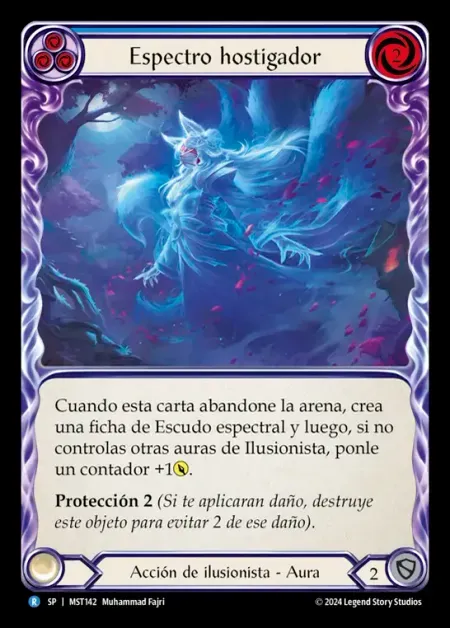 Espectro hostigador
2
Cuando esta carta abandone la arena, crea
una ficha de Escudo espectral y luego, si no
controlas otras auras de Ilusionista, ponle
un contador +1.
Protección 2 (Si te aplicaran daño, destruye
este objeto para evitar 2 de ese daño).
Acción de ilusionista - Aura
2
R SP | MST142 Muhammad Fajri
© 2024 Legend Story Studios